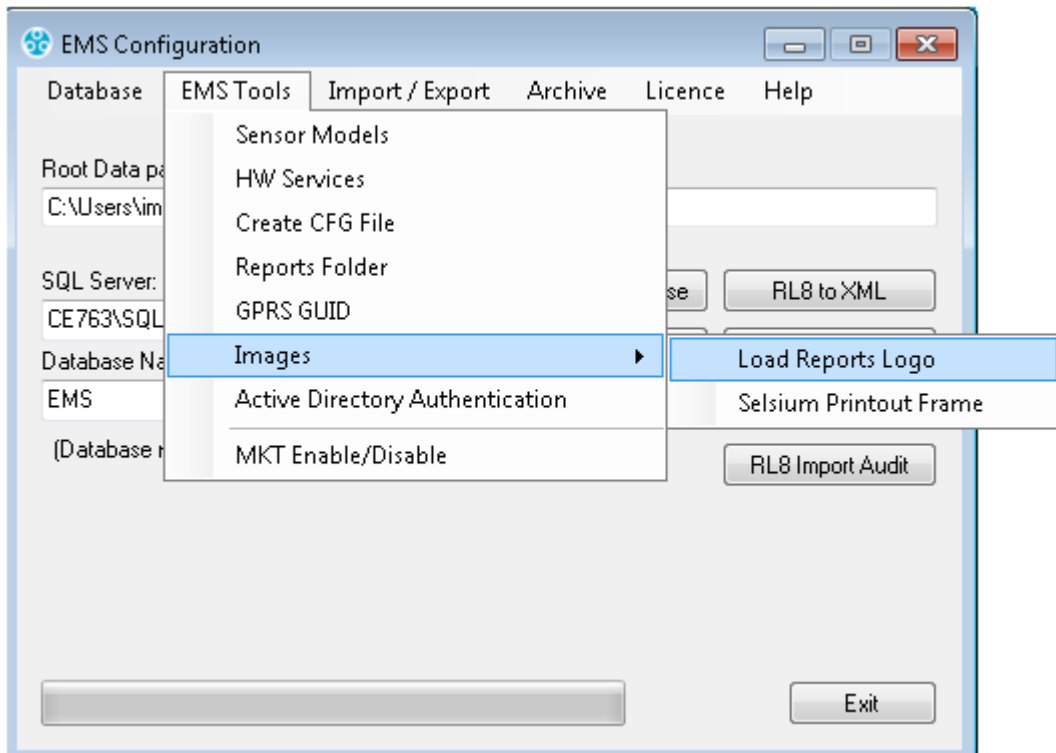 EMS Configuration
Database EMS Tools Import / Export Archive Licence Help
Sensor Models
Root Data pa
HW Services
C:\Users\im
Create CFG File
Reports Folder
SQL Server:
se
RL8 to XML
GPRS GUID
CE763\SQL
Images
Load Reports Logo
Database Na
Active Directory Authentication
Selsium Printout Frame
EMS
(Database r
MKT Enable/Disable
RL8 Import Audit
Exit